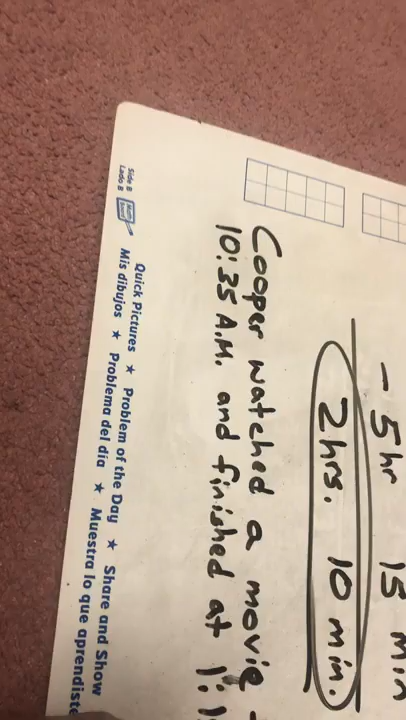 - 5 hr 15 min
2 hrs. 10 min.
Cooper watched a movie
10:35 A.M. and finished at 1:1
Quick Pictures ★ Problem of the Day ★ Share and Show
Mis dibujos ★ Problema del día ★ Muestra lo que aprendiste
Side B
Lado B